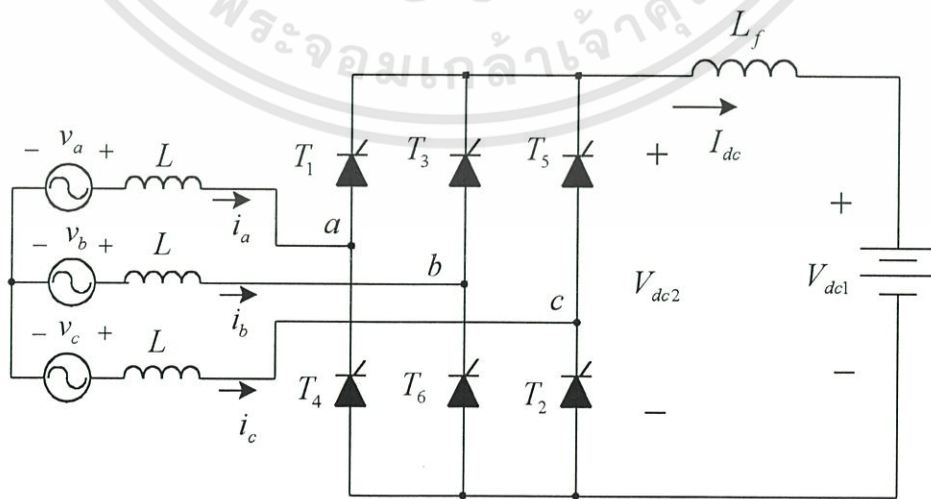 พระจอมเกล้าเจ้าคุณ
L_f
I_dc
- v_a +
L
i_a
T_1
T_3
T_5
+
a
- v_b +
L
i_b
b
+
V_dc2
V_dc1
- v_c +
L
i_c
c
T_4
T_6
T_2
-
-